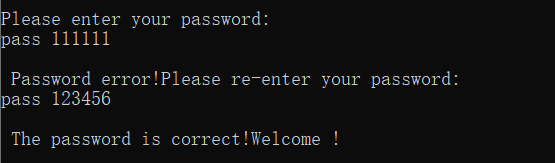 Please enter your password:
pass 111111
Password error!Please re-enter your password:
pass 123456
The password is correct!Welcome !